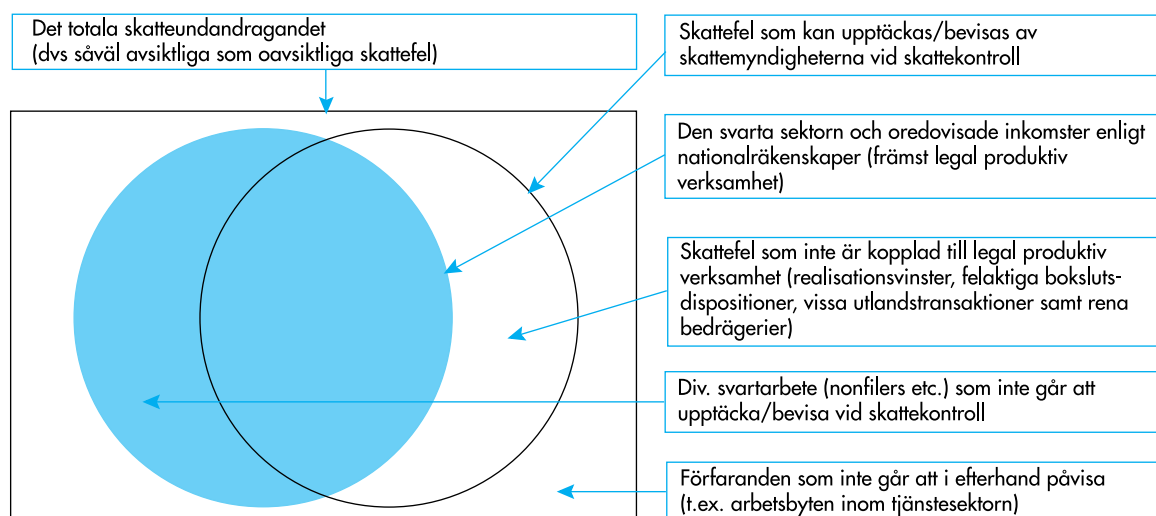 Det totala skatteundandragandet
(dvs såväl avsiktliga som oavsiktliga skattefel)
Skattefel som kan upptäckas/bevisas av
skattemyndigheterna vid skattekontroll
Den svarta sektorn och oredovisade inkomster enligt
nationalräkenskaper (främst legal produktiv
verksamhet)
Skattefel som inte är kopplad till legal produktiv
verksamhet (realisationsvinster, felaktiga boksluts-
dispositioner, vissa utlandstransaktioner samt rena
bedrägerier)
Div. svartarbete (nonfilers etc.) som inte går att
upptäcka/bevisa vid skattekontroll
Förfaranden som inte går att i efterhand påvisa
(t.ex. arbetsbyten inom tjänstesektorn)